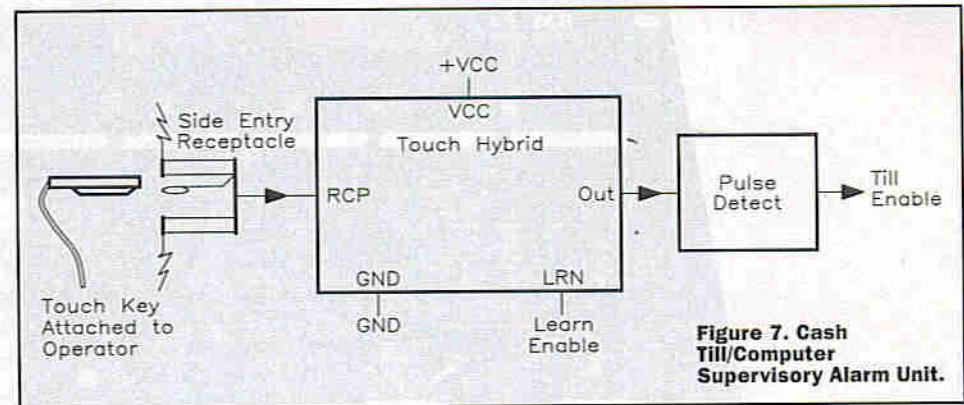 +VCC
VCC
Side Entry
Receptacle
Touch Hybrid
RCP
Out
Pulse
Detect
Till
Enable
GND
LRN
Touch Key
Attached to
Operator
GND
Learn
Enable
Figure 7. Cash
Till/Computer
Supervisory Alarm Unit.